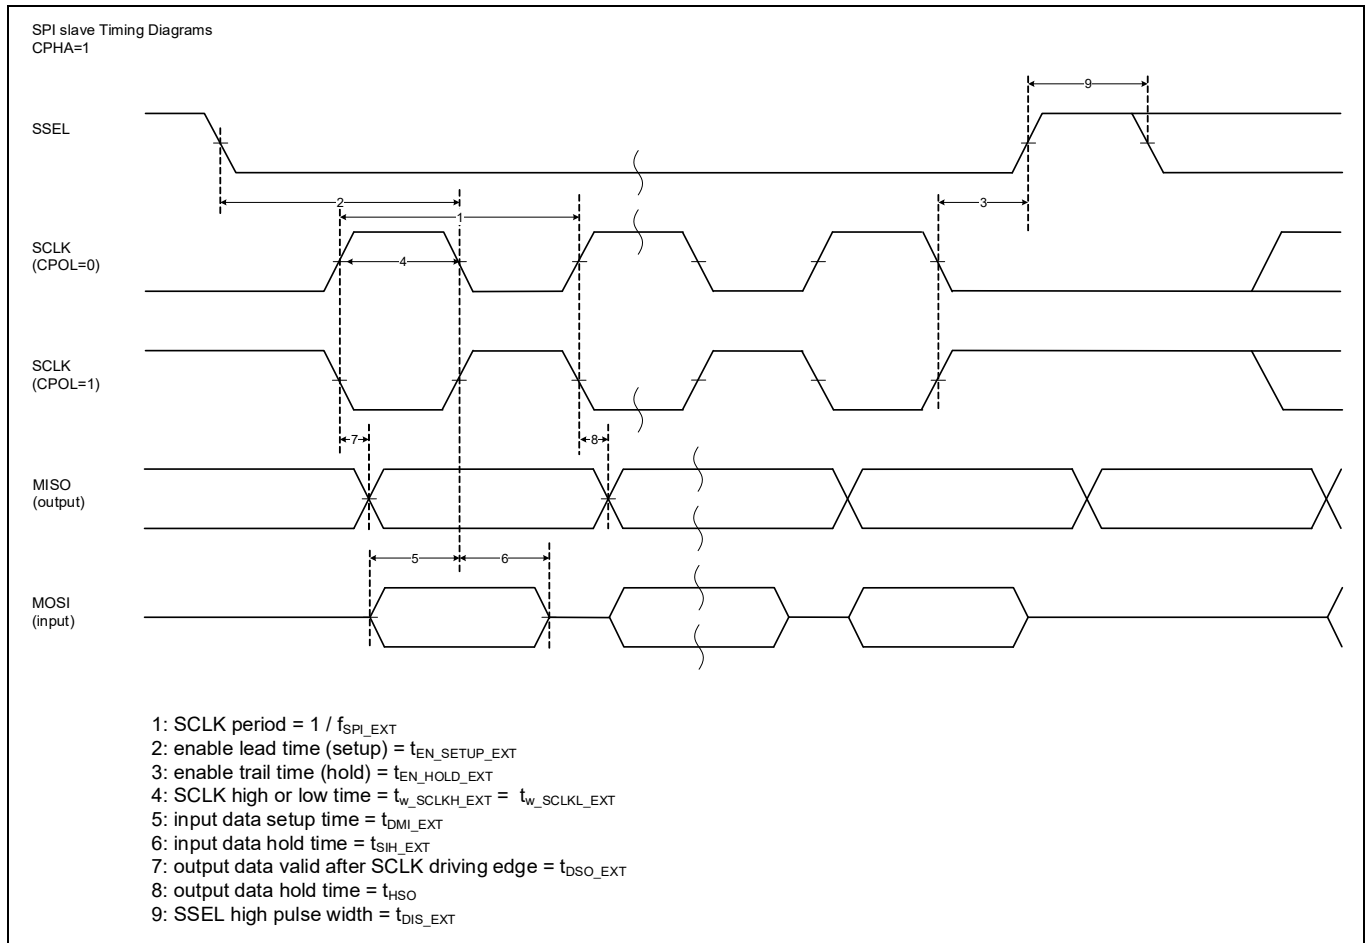 SPI slave Timing Diagrams
CPHA=1
9
SSEL
2
3
1
SCLK
(CPOL=0)
4
SCLK
(CPOL=1)
7
8
MISO
(output)
5
6
MOSI
(input)
1: SCLK period = 1 / fSPI_EXT
2: enable lead time (setup) = tEN_SETUP_EXT
3: enable trail time (hold) = tEN_HOLD_EXT
4: SCLK high or low time = tw_SCLKH_EXT = tw_SCLKL_EXT
5: input data setup time = tDMI_EXT
6: input data hold time = tSIH_EXT
7: output data valid after SCLK driving edge = tDSO_EXT
8: output data hold time = tHSO
9: SSEL high pulse width = tDIS_EXT